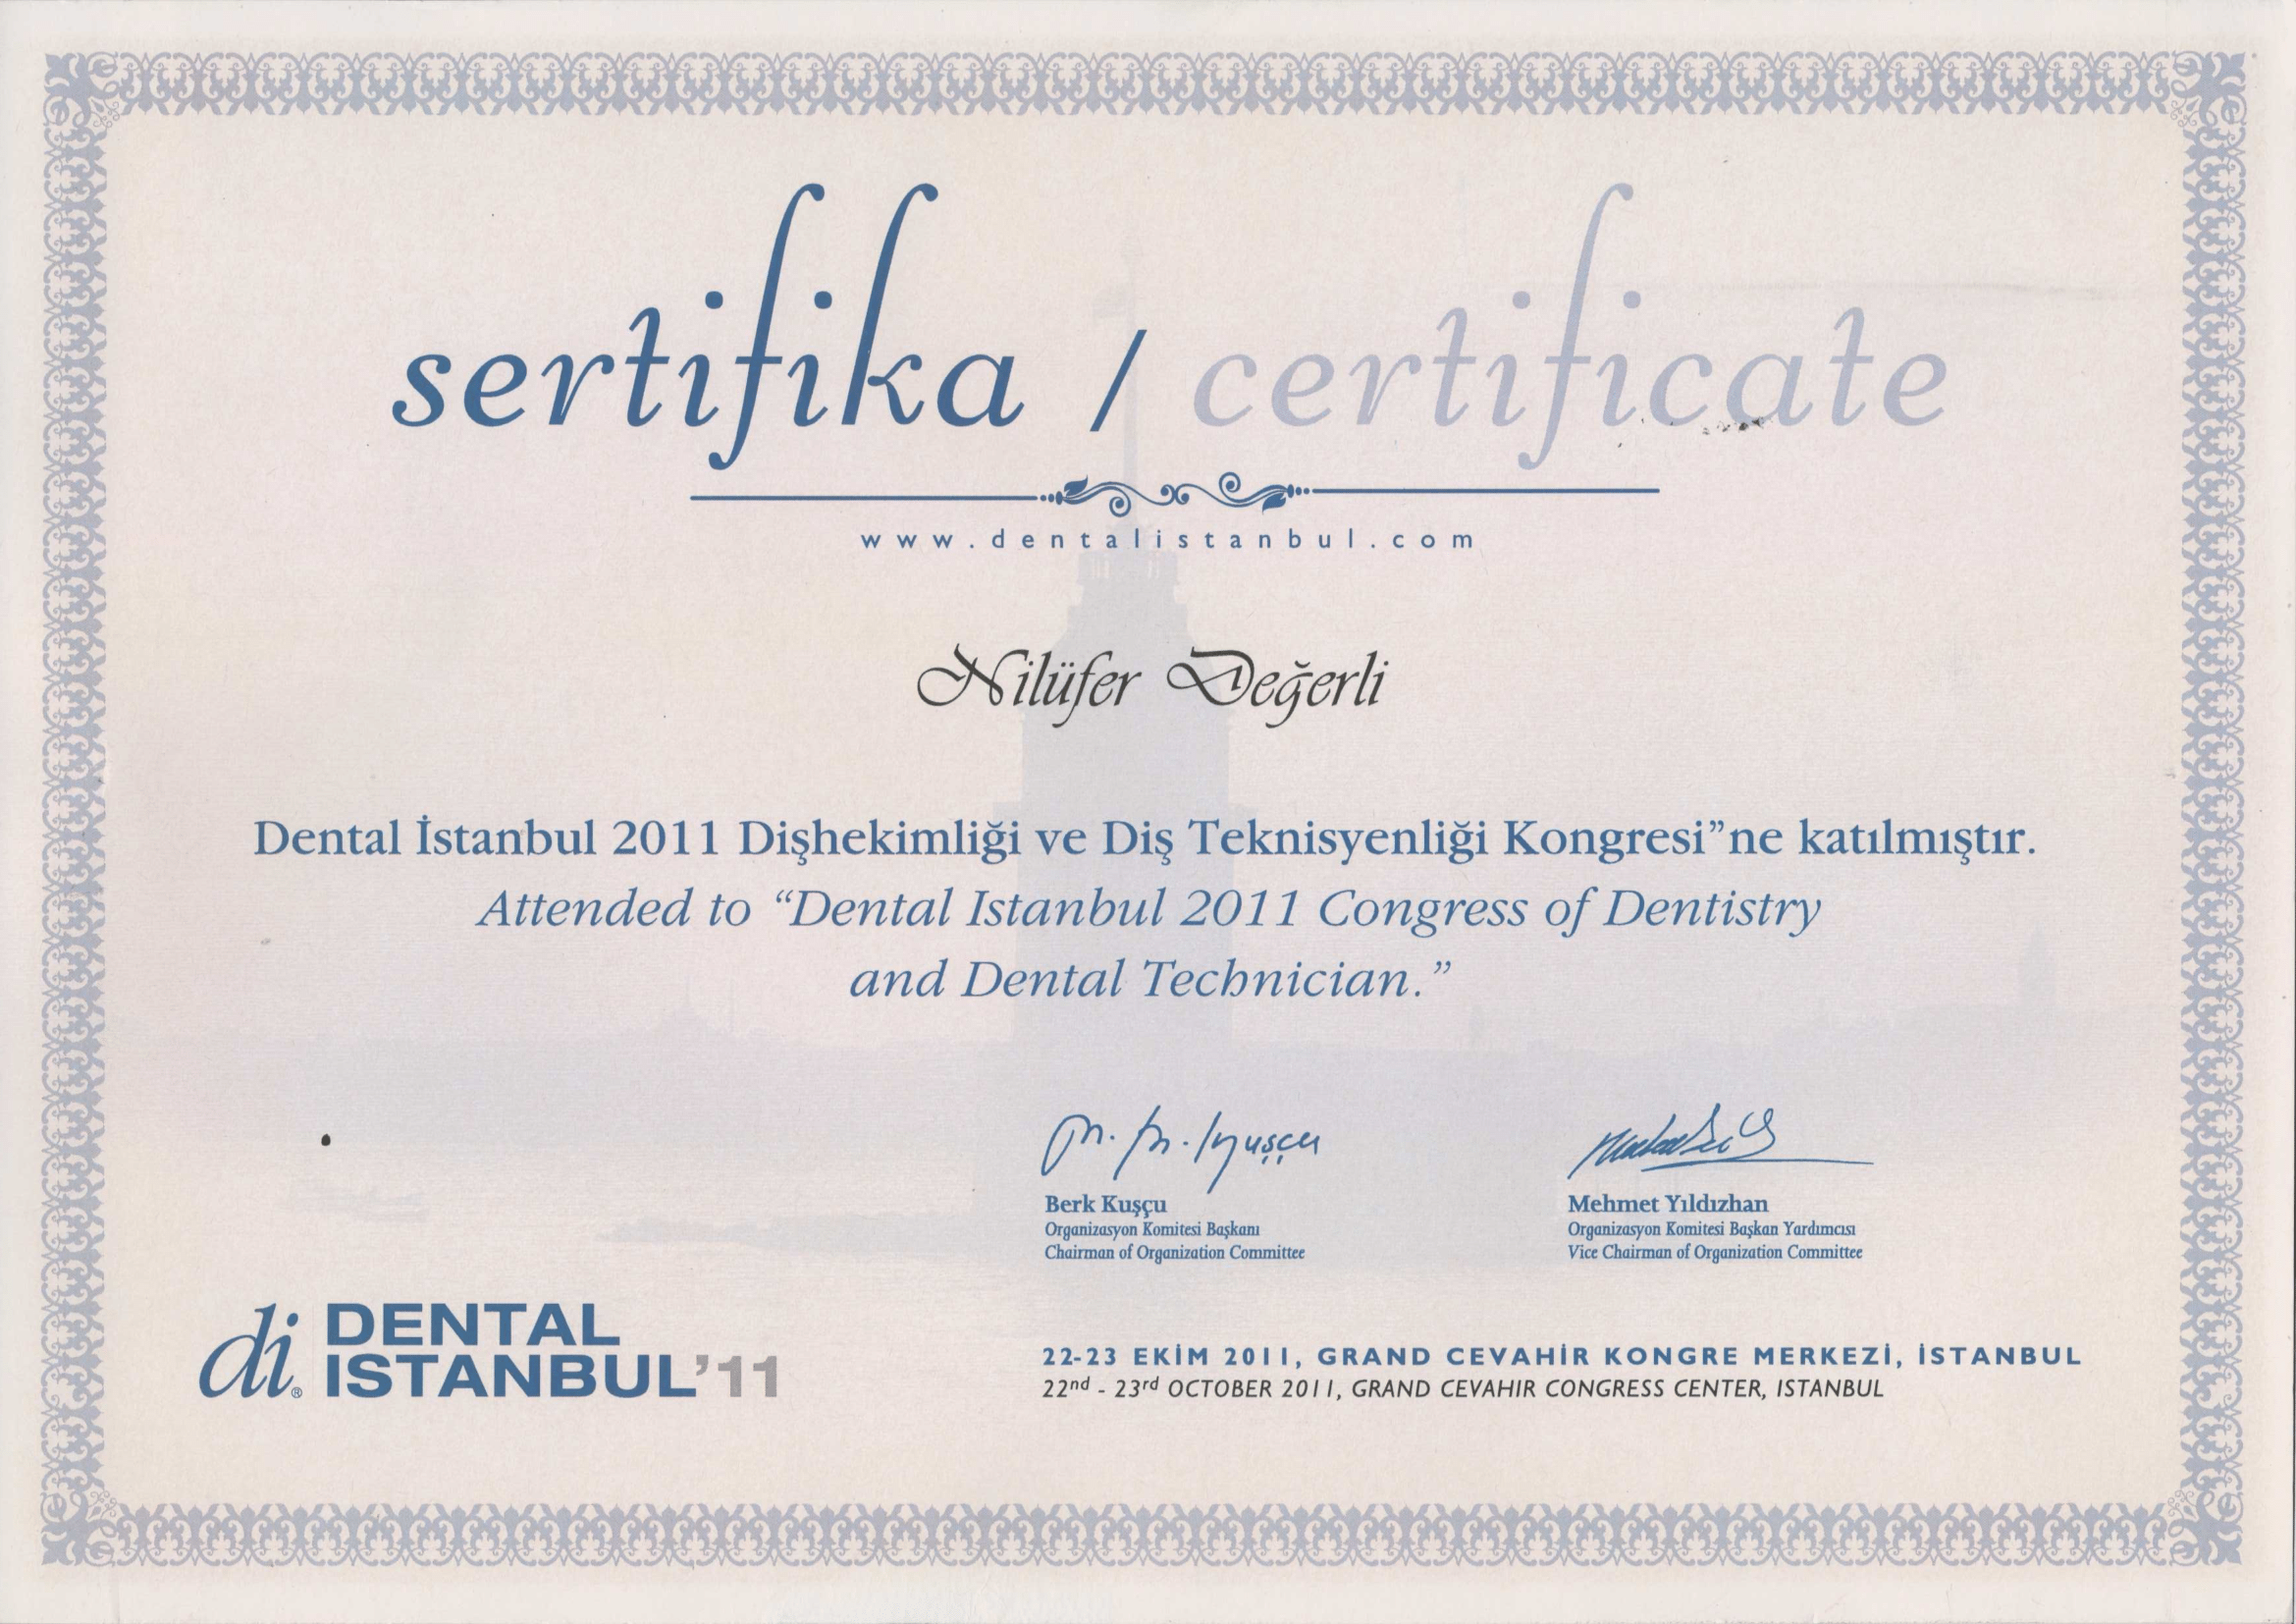 sertifika / certificate
www.dentalistanbul.com
Nilüfer Değerli
Dental İstanbul 2011 Dişhekimliği ve Diş Teknisyenliği Kongresi”ne katılmıştır.
Attended to “Dental Istanbul 2011 Congress of Dentistry
and Dental Technician.”
Berk Kuşçu
Organizasyon Komitesi Başkanı
Chairman of Organization Committee
Mehmet Yıldızhan
Organizasyon Komitesi Başkan Yardımcısı
Vice Chairman of Organization Committee
di® DENTAL
ISTANBUL’11
22-23 EKİM 2011, GRAND CEVAHİR KONGRE MERKEZİ, İSTANBUL
22nd - 23rd OCTOBER 2011, GRAND CEVAHIR CONGRESS CENTER, ISTANBUL